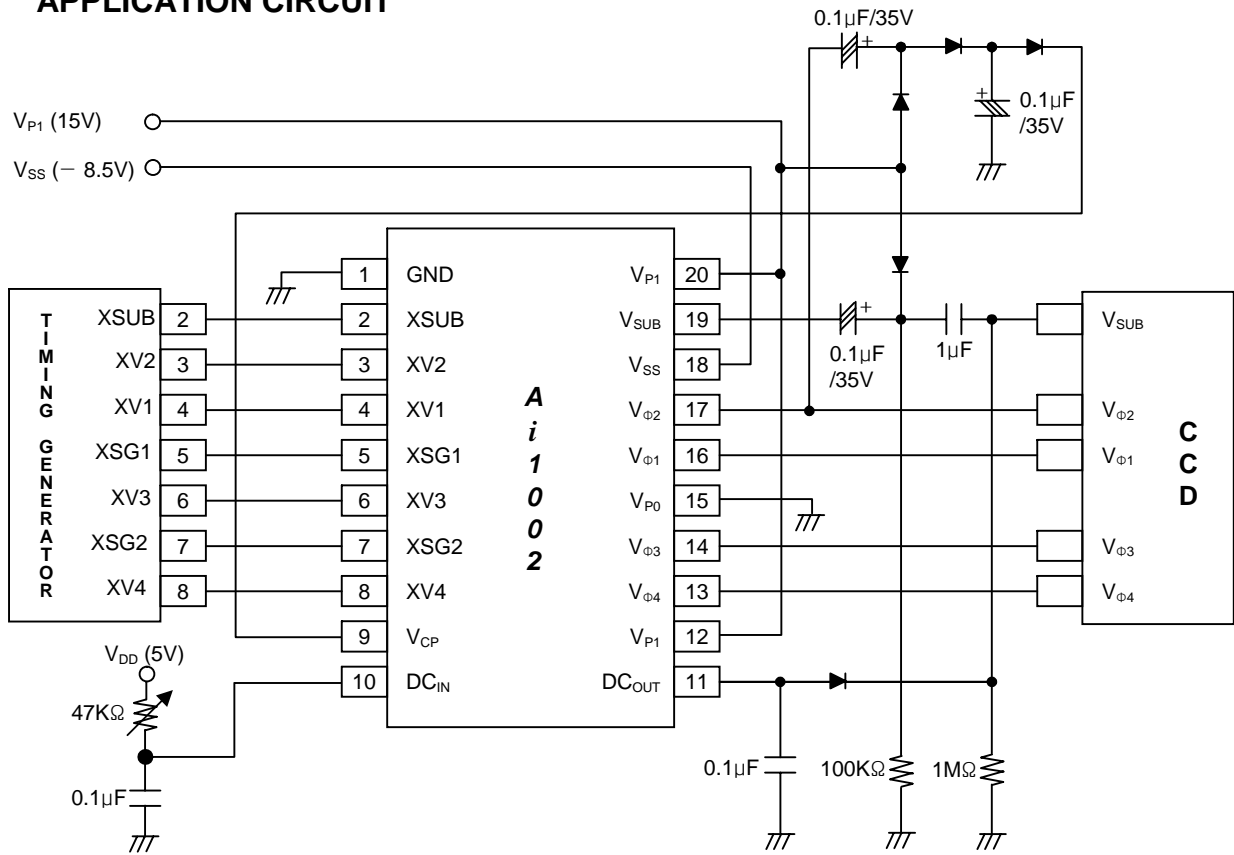 APPLICATION CIRCUIT
0.1μF/35V
+
+
0.1μF
/35V
VP1 (15V)
VSS (− 8.5V)
TIMING GENERATOR
XSUB 2
XV2 3
XV1 4
XSG1 5
XV3 6
XSG2 7
XV4 8
Ai1002
1 GND
2 XSUB
3 XV2
4 XV1
5 XSG1
6 XV3
7 XSG2
8 XV4
9 VCP
10 DCIN
VP1 20
VSUB 19
VSS 18
VΦ2 17
VΦ1 16
VP0 15
VΦ3 14
VΦ4 13
VP1 12
DCOUT 11
+
0.1μF
/35V
1μF
CCD
VSUB
VΦ2
VΦ1
VΦ3
VΦ4
VDD (5V)
47KΩ
0.1μF
0.1μF
100KΩ
1MΩ